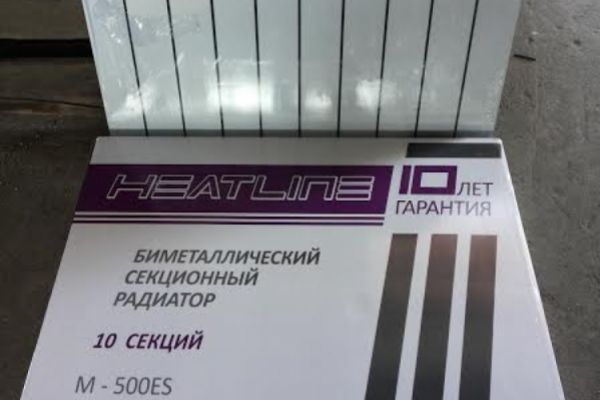 HEATLINE
10 ЛЕТ
ГАРАНТИЯ
БИМЕТАЛЛИЧЕСКИЙ
СЕКЦИОННЫЙ
РАДИАТОР
10 СЕКЦИЙ
М - 500ES